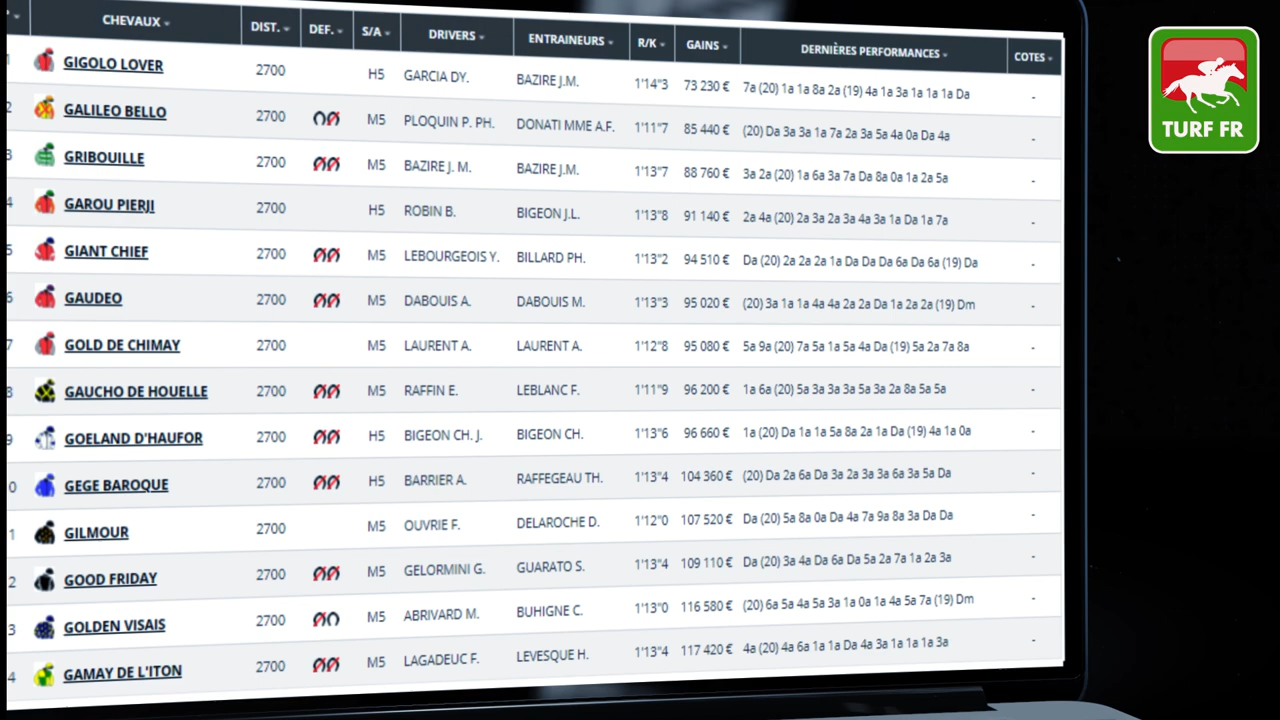 CHEVAUX DIST. DEF. S/A DRIVERS ENTRAINEURS R/K GAINS DERNIÈRES PERFORMANCES COTES
1 GIGOLO LOVER 2700 H5 GARCIA DY. BAZIRE J.M. 1'14"3 73 230 € 7a (20) 1a 1a 8a 2a (19) 4a 1a 3a 1a 1a 1a Da -
2 GALILEO BELLO 2700 M5 PLOQUIN P. PH. DONATI MME A.F. 1'11"7 85 440 € (20) Da 3a 3a 1a 7a 2a 3a 5a 4a 0a Da 4a -
3 GRIBOUILLE 2700 M5 BAZIRE J. M. BAZIRE J.M. 1'13"7 88 760 € 3a 2a (20) 1a 6a 3a 7a Da 8a 0a 1a 2a 5a -
4 GAROU PIERJI 2700 H5 ROBIN B. BIGEON J.L. 1'13"8 91 140 € 2a 4a (20) 2a 3a 2a 3a 4a 3a 1a Da 1a 7a -
5 GIANT CHIEF 2700 M5 LEBOURGEOIS Y. BILLARD PH. 1'13"2 94 510 € Da (20) 2a 2a 2a 1a Da Da Da 6a Da 6a (19) Da -
6 GAUDEO 2700 M5 DABOUIS A. DABOUIS M. 1'13"3 95 020 € (20) 3a 1a 1a 4a 4a 2a 2a Da 1a 2a 2a (19) Dm -
7 GOLD DE CHIMAY 2700 M5 LAURENT A. LAURENT A. 1'12"8 95 080 € 5a 9a (20) 7a 5a 1a 5a 4a Da (19) 5a 2a 7a 8a -
8 GAUCHO DE HOUELLE 2700 M5 RAFFIN E. LEBLANC F. 1'11"9 96 200 € 1a 6a (20) 5a 3a 3a 3a 5a 3a 2a 8a 5a 5a -
9 GOELAND D'HAUFOR 2700 H5 BIGEON CH. J. BIGEON CH. 1'13"6 96 660 € 1a (20) Da 1a 1a 5a 8a 2a 1a Da (19) 4a 1a 0a -
0 GEGE BAROQUE 2700 H5 BARRIER A. RAFFEGEAU TH. 1'13"4 104 360 € (20) Da 2a 6a Da 3a 2a 3a 3a 6a 3a 5a Da -
1 GILMOUR 2700 M5 OUVRIE F. DELAROCHE D. 1'12"0 107 520 € Da (20) 5a 8a 0a Da 4a 7a 9a 8a 3a Da Da -
2 GOOD FRIDAY 2700 M5 GELORMINI G. GUARATO S. 1'13"4 109 110 € Da (20) 3a 4a Da 6a Da 5a 2a 7a 1a 2a 3a -
3 GOLDEN VISAIS 2700 M5 ABRIVARD M. BUHIGNE C. 1'13"0 116 580 € (20) 6a 5a 4a 5a 3a 1a 0a 1a 4a 5a 7a (19) Dm -
4 GAMAY DE L'ITON 2700 M5 LAGADEUC F. LEVESQUE H. 1'13"4 117 420 € 4a (20) 4a 6a 1a 1a Da 4a 3a 1a 1a 1a 3a -
TURF FR